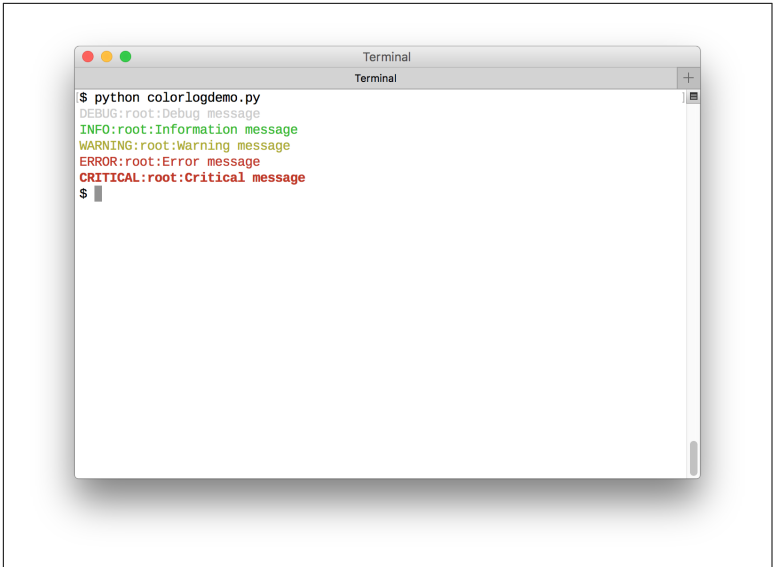 Terminal
Terminal
$ python colorlogdemo.py
DEBUG:root:Debug message
INFO:root:Information message
WARNING:root:Warning message
ERROR:root:Error message
CRITICAL:root:Critical message
$